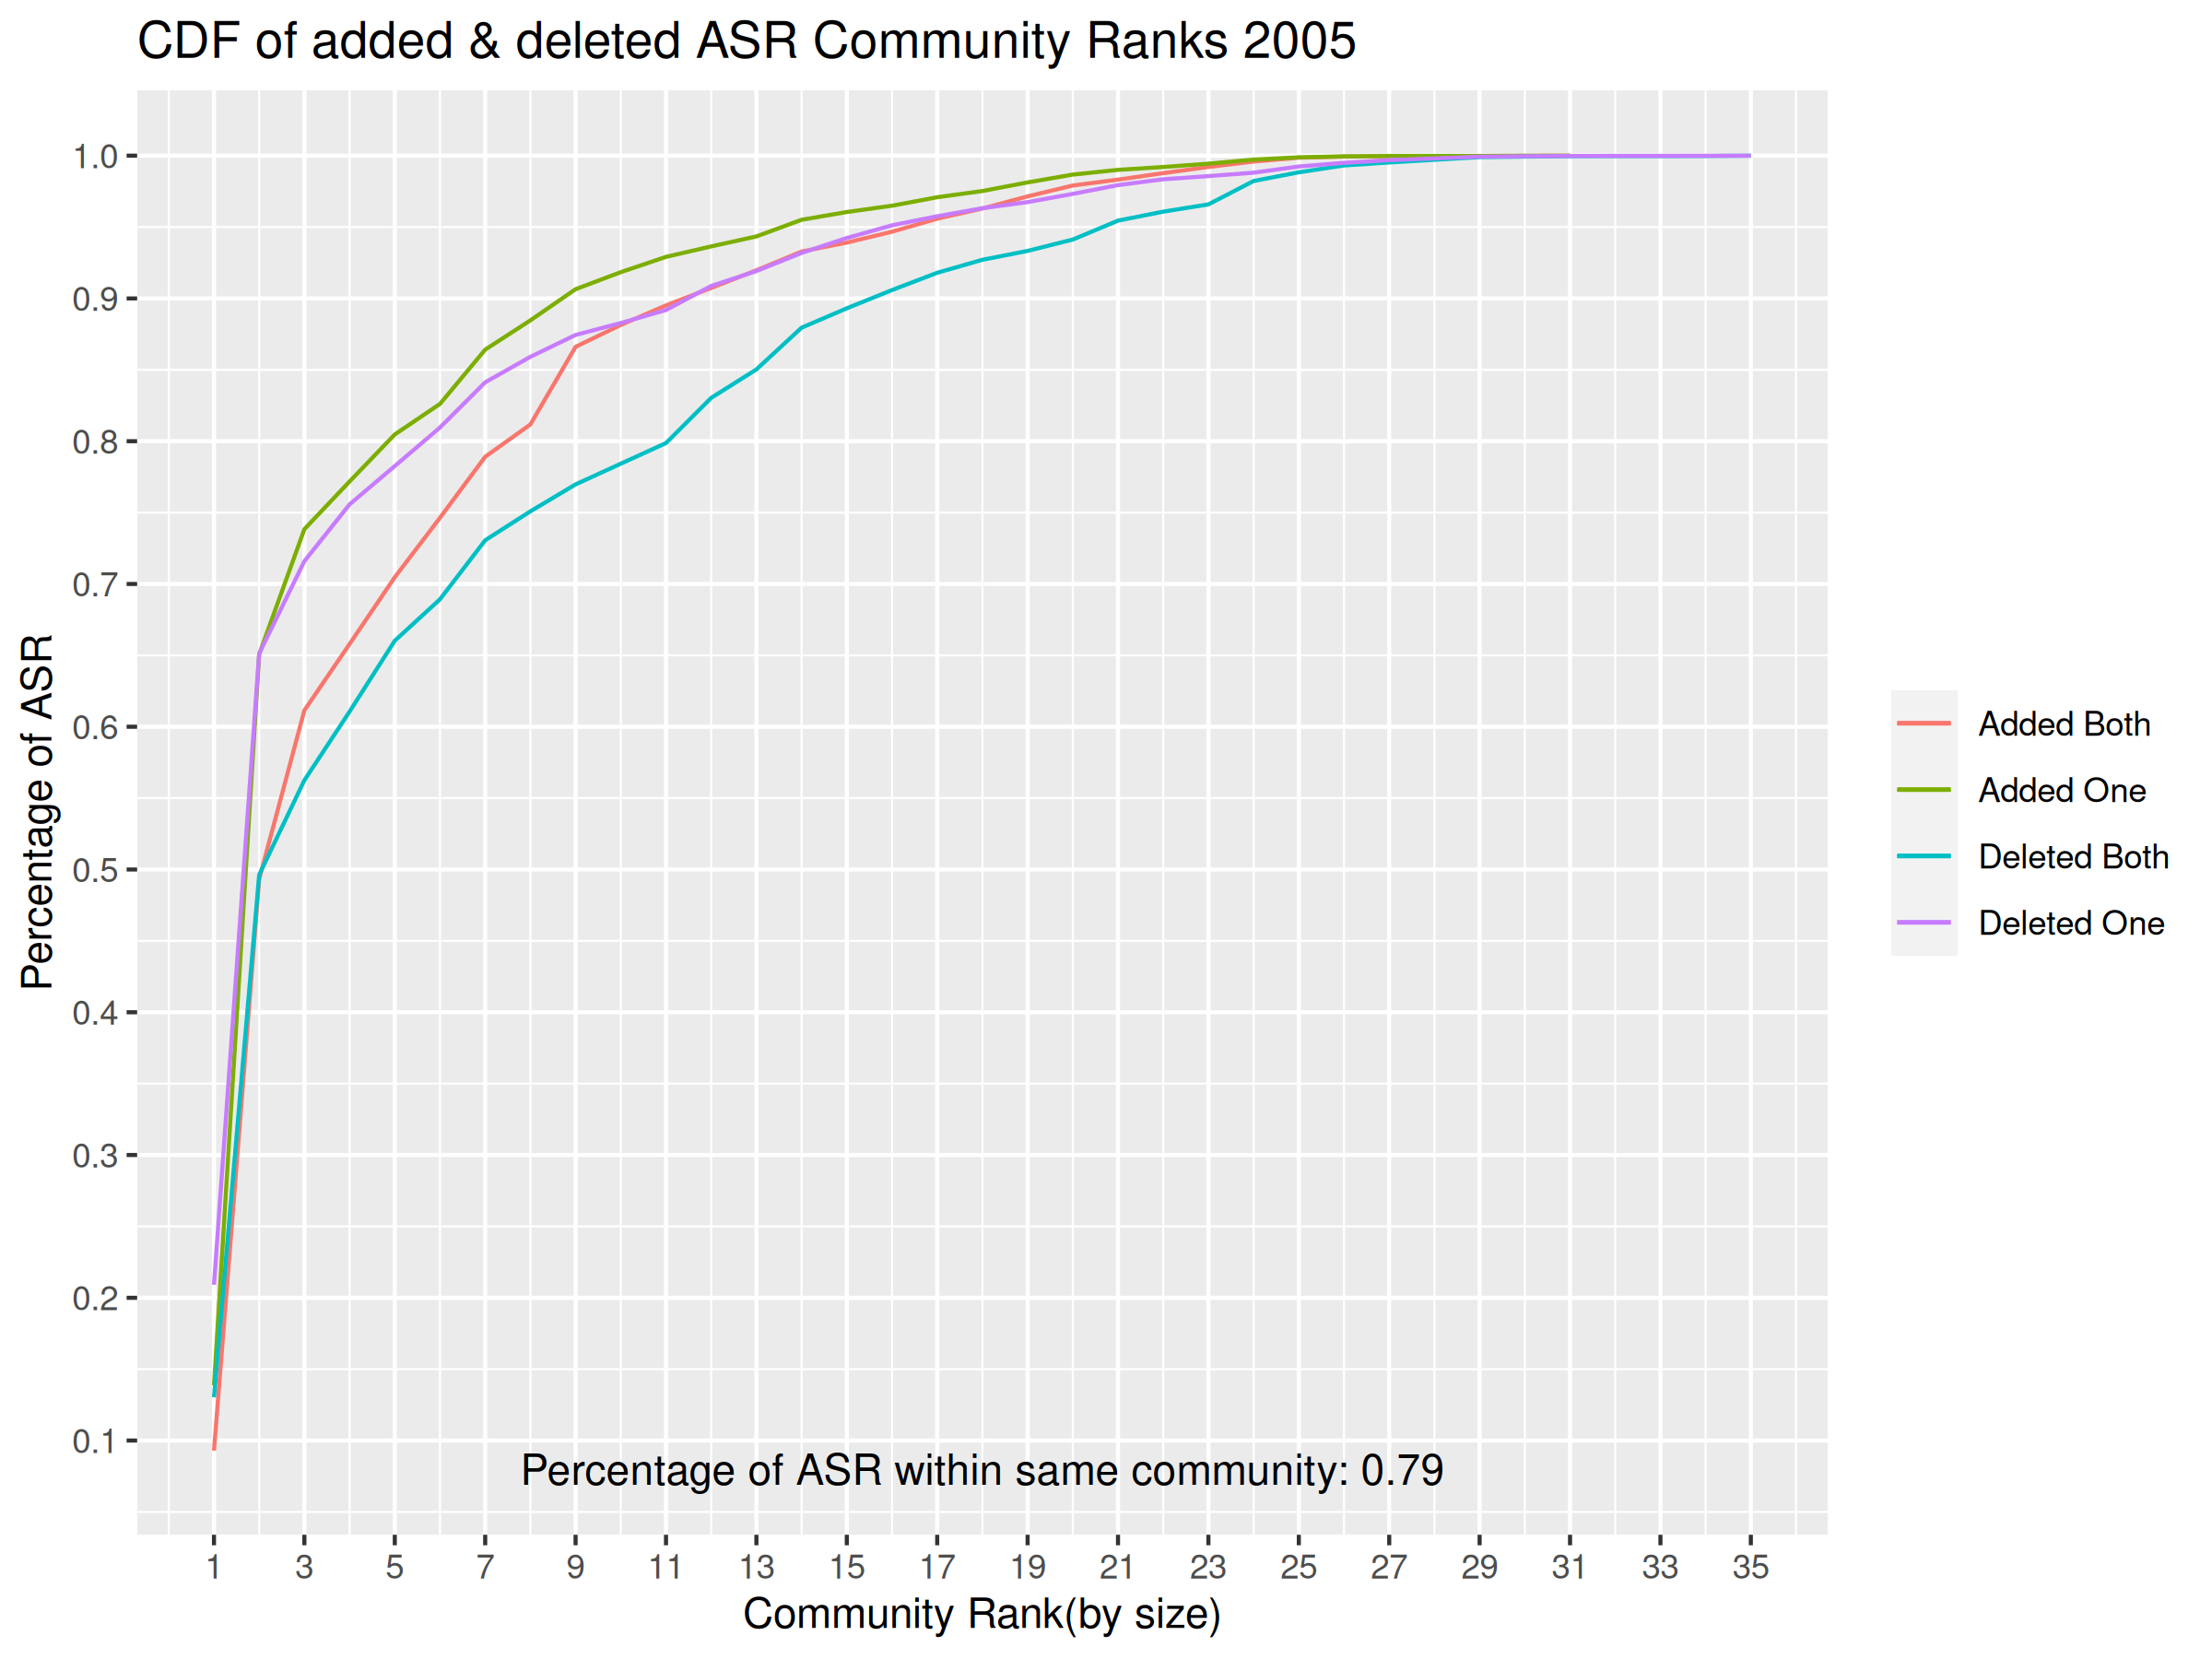 CDF of added & deleted ASR Community Ranks 2005
Percentage of ASR
1.0
0.9
0.8
0.7
0.6
0.5
0.4
0.3
0.2
0.1
Percentage of ASR within same community: 0.79
1 3 5 7 9 11 13 15 17 19 21 23 25 27 29 31 33 35
Community Rank(by size)
Added Both
Added One
Deleted Both
Deleted One